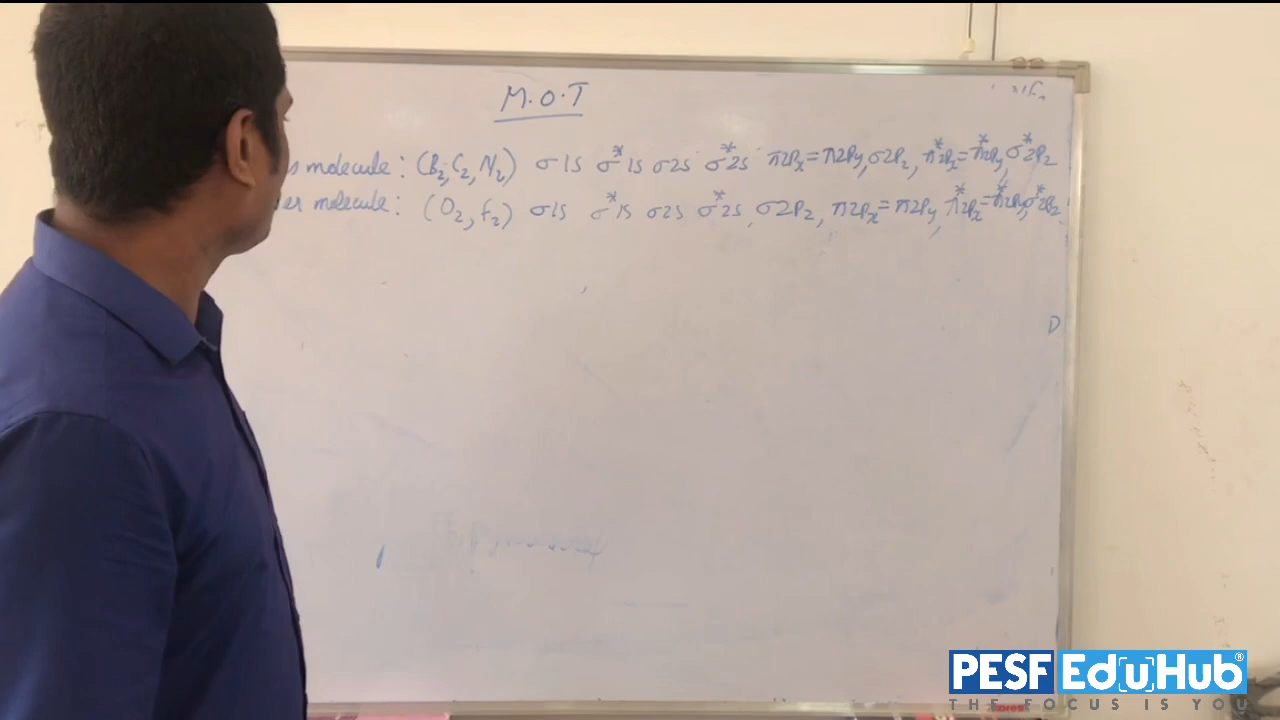 M.O.T
molecule: (B₂, C₂, N₂) σ1s σ*1s σ2s σ*2s π2Px=π2Py, σ2Pz, π*2Px=π*2Py, σ*2Pz
molecule: (O₂, F₂) σ1s σ*1s σ2s σ*2s, σ2Pz, π2Px=π2Py, π*2Px=π*2Py, σ*2Pz
D
PESF EduHub®
THE FOCUS IS YOU